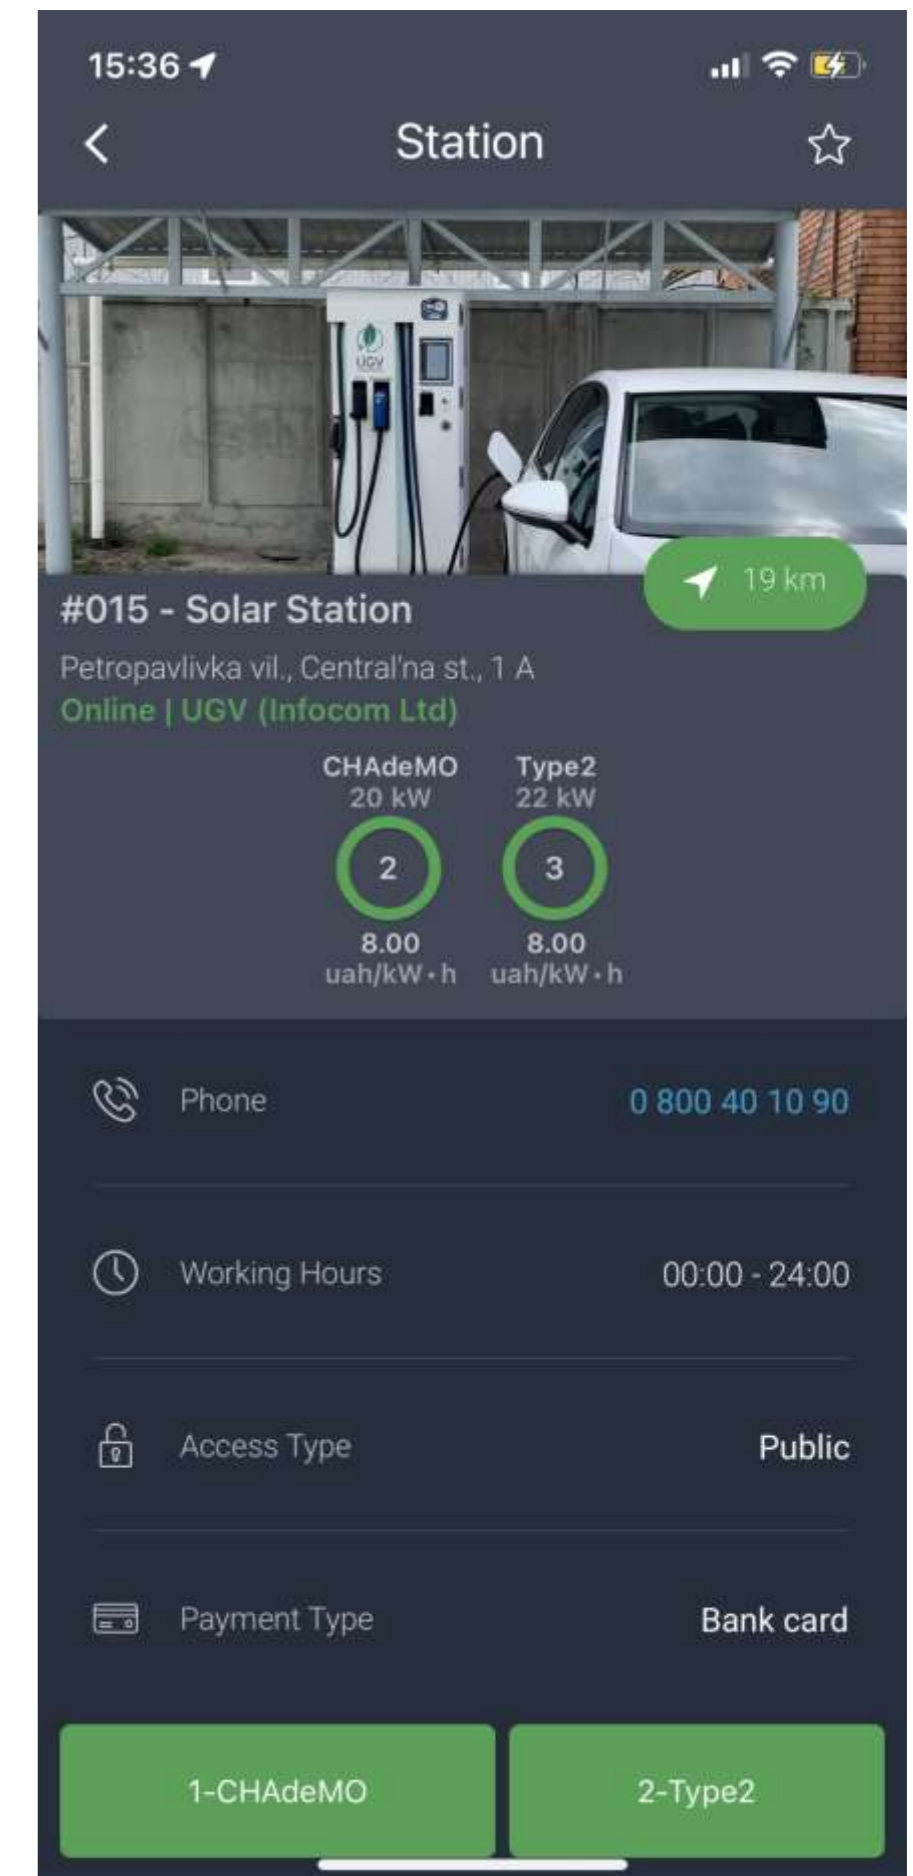 15:36
Station
UGV
19 km
#015 - Solar Station
Petropavlivka vil., Central'na st., 1 A
Online | UGV (Infocom Ltd)
CHAdeMO Type2
20 kW 22 kW
2 3
8.00 8.00
uah/kW·h uah/kW·h
Phone 0 800 40 10 90
Working Hours 00:00 - 24:00
Access Type Public
Payment Type Bank card
1-CHAdeMO 2-Type2